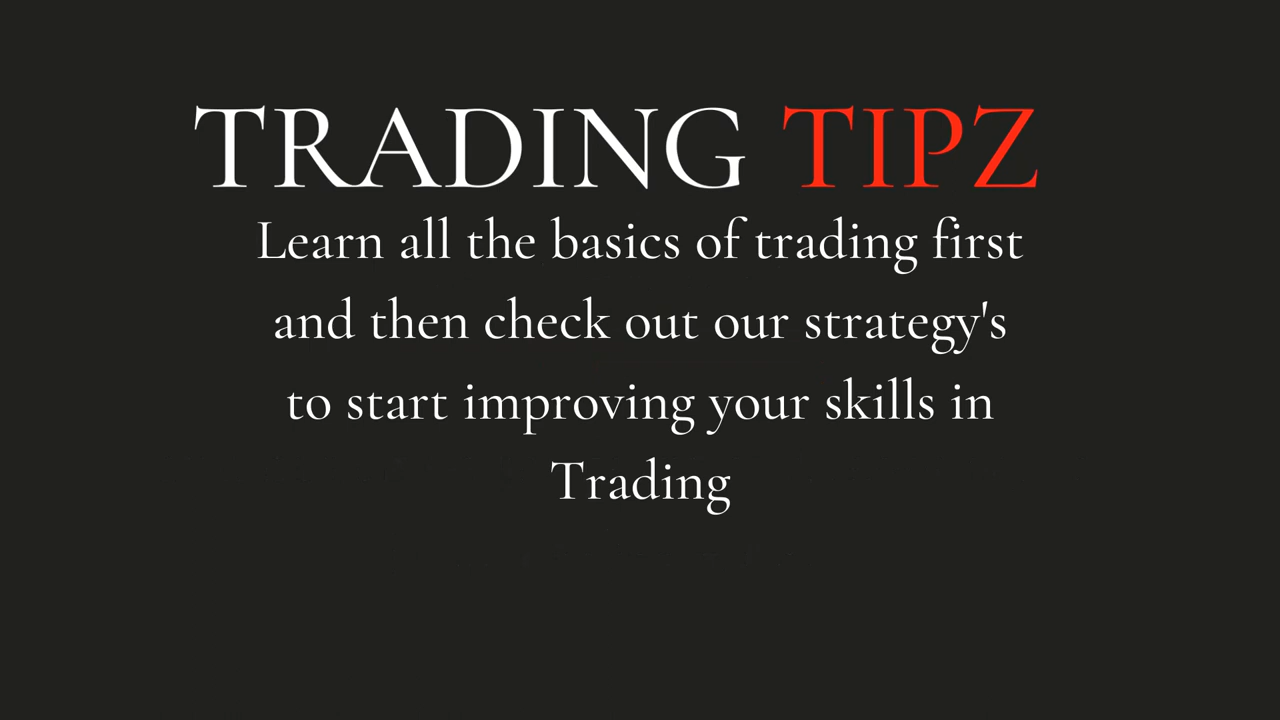 TRADING TIPZ
Learn all the basics of trading first
and then check out our strategy's
to start improving your skills in
Trading